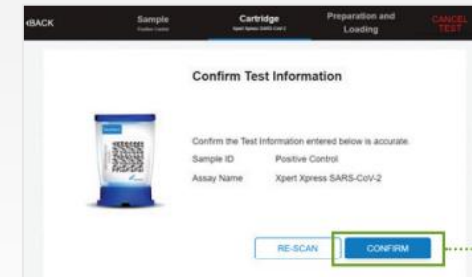 ‹BACK
Sample
Positive Control
Cartridge
Xpert Xpress SARS-CoV-2
Preparation and
Loading
CANCEL
TEST
Confirm Test Information
Confirm the Test Information entered below is accurate.
Sample ID Positive Control
Assay Name Xpert Xpress SARS-CoV-2
RE-SCAN
CONFIRM